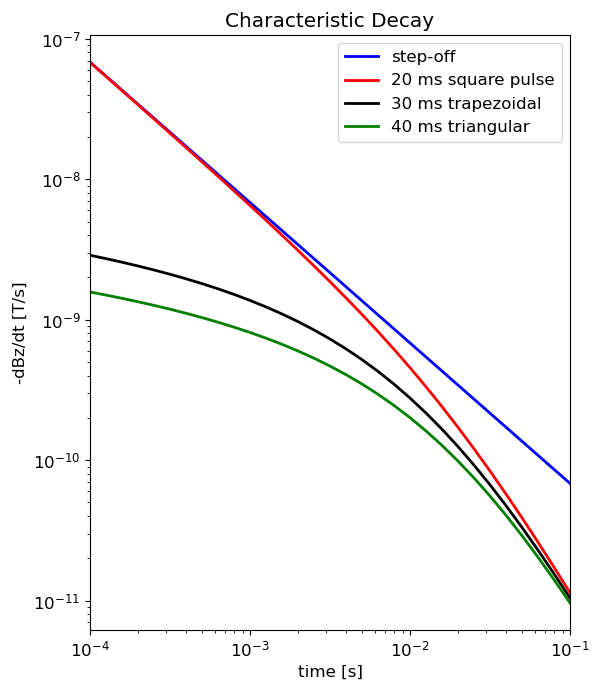 Characteristic Decay
step-off
20 ms square pulse
30 ms trapezoidal
40 ms triangular
-dBz/dt [T/s]
10⁻⁷
10⁻⁸
10⁻⁹
10⁻¹⁰
10⁻¹¹
10⁻⁴ 10⁻³ 10⁻² 10⁻¹
time [s]